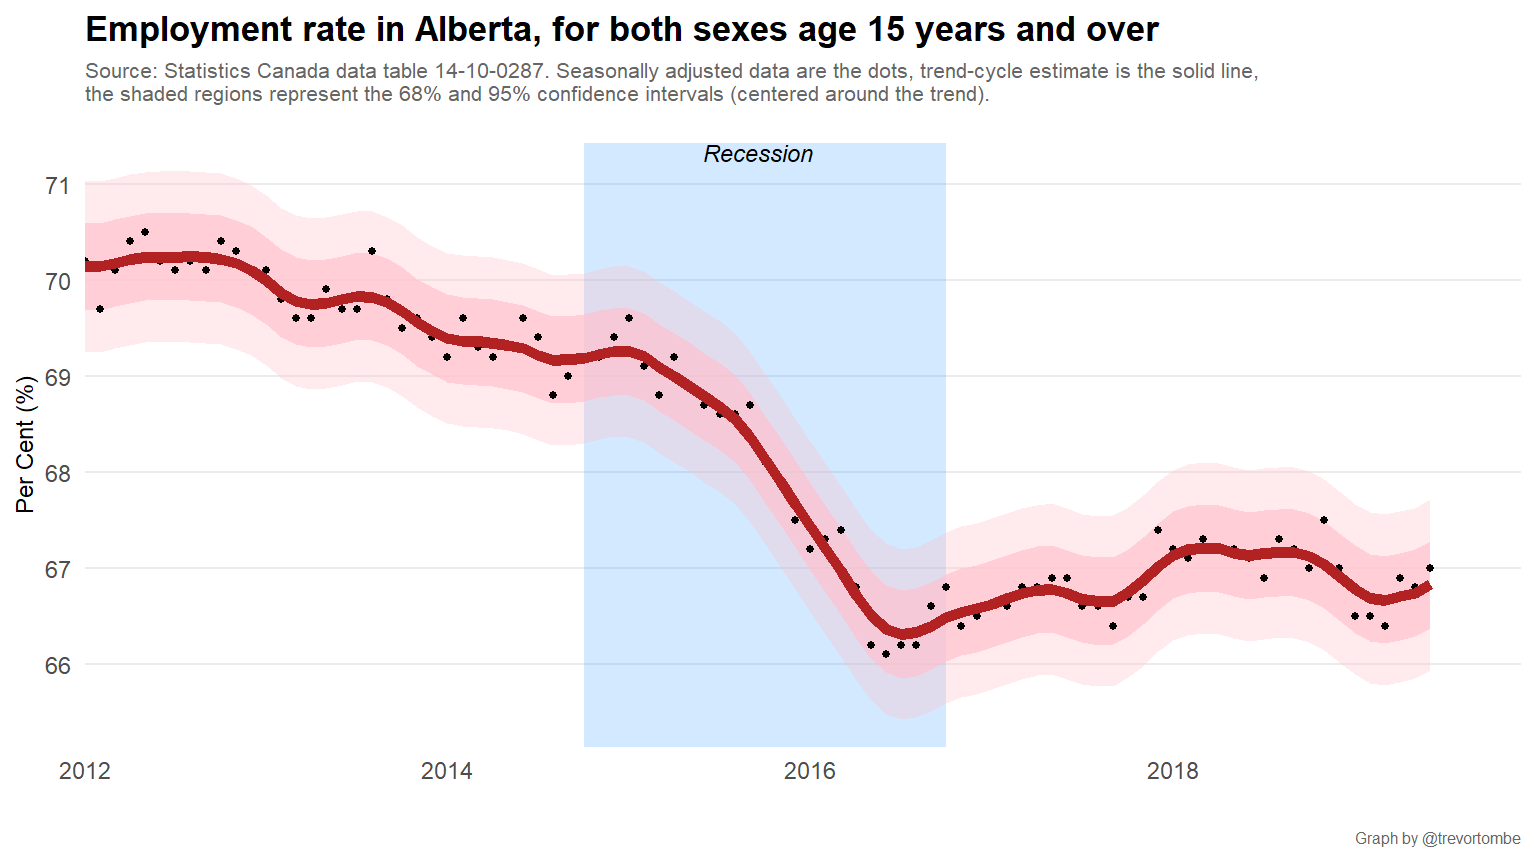 Employment rate in Alberta, for both sexes age 15 years and over
Source: Statistics Canada data table 14-10-0287. Seasonally adjusted data are the dots, trend-cycle estimate is the solid line,
the shaded regions represent the 68% and 95% confidence intervals (centered around the trend).
Recession
71
70
69
68
67
66
Per Cent (%)
2012
2014
2016
2018
Graph by @trevortombe